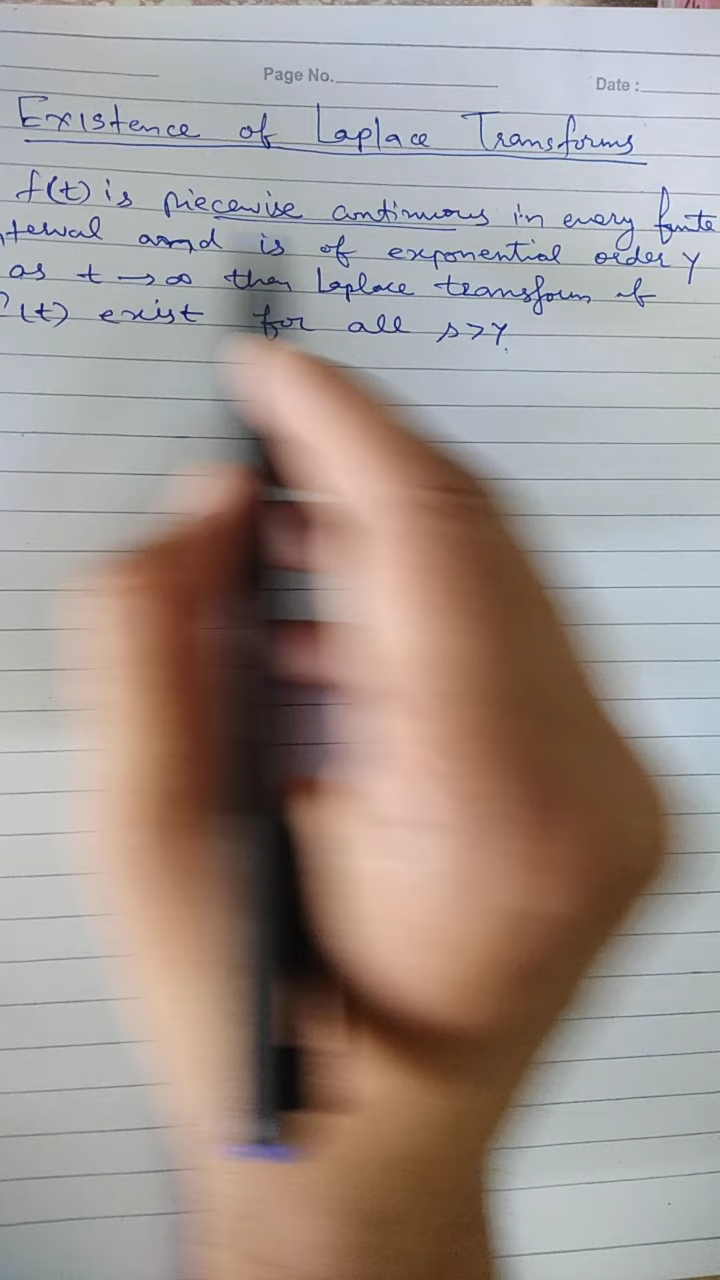 Page No. Date :
Existence of Laplace Transforms
f(t) is piecewise continuous in every finite
terval and is of exponential order γ
as t → ∞ then Laplace transform of
(t) exist for all s>γ.